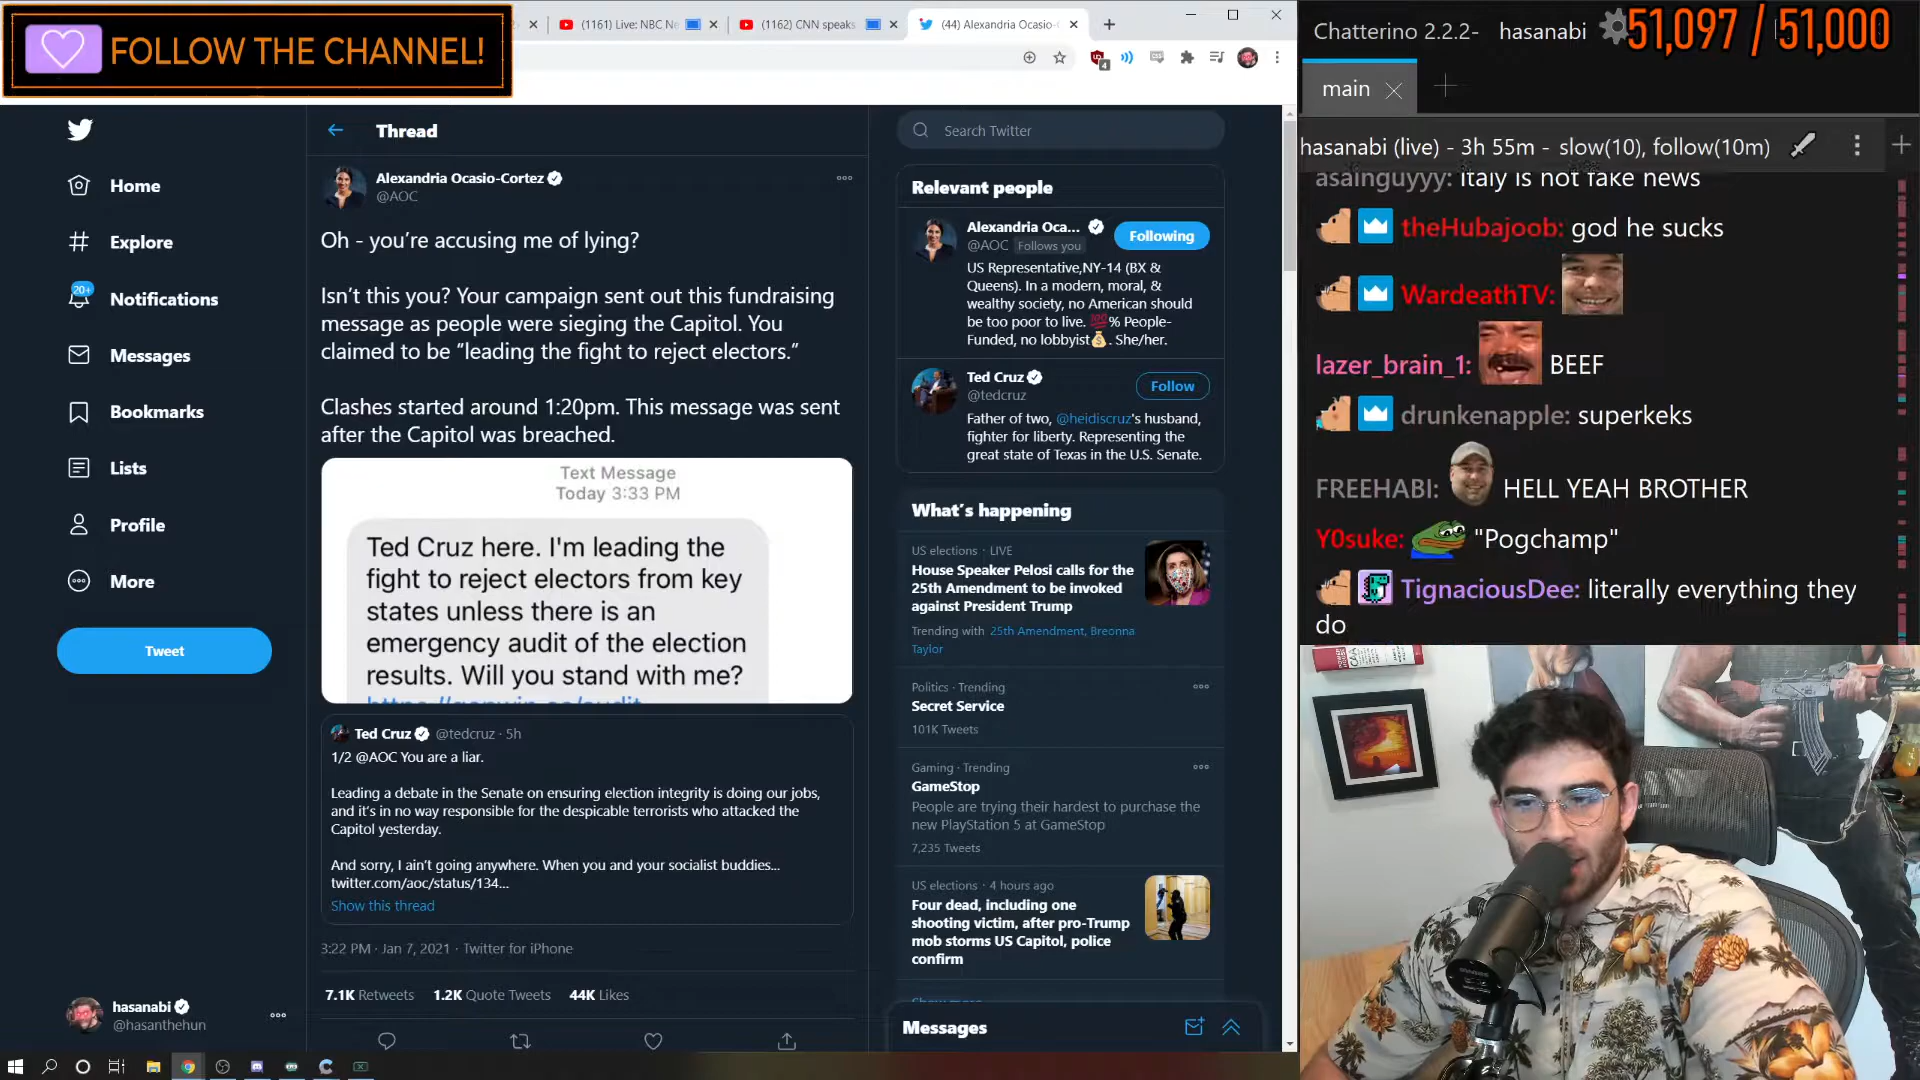 FOLLOW THE CHANNEL!
(1161) Live: NBC Ne
(1162) CNN speaks
(44) Alexandria Ocasio-
4
Home
Explore
20+
Notifications
Messages
Bookmarks
Lists
Profile
More
Tweet
hasanabi
@hasanthehun
Thread
Alexandria Ocasio-Cortez
@AOC
Oh - you’re accusing me of lying?
Isn’t this you? Your campaign sent out this fundraising
message as people were sieging the Capitol. You
claimed to be “leading the fight to reject electors.”
Clashes started around 1:20pm. This message was sent
after the Capitol was breached.
Text Message
Today 3:33 PM
Ted Cruz here. I'm leading the
fight to reject electors from key
states unless there is an
emergency audit of the election
results. Will you stand with me?
Ted Cruz @tedcruz · 5h
1/2 @AOC You are a liar.
Leading a debate in the Senate on ensuring election integrity is doing our jobs,
and it’s in no way responsible for the despicable terrorists who attacked the
Capitol yesterday.
And sorry, I ain’t going anywhere. When you and your socialist buddies...
twitter.com/aoc/status/134...
Show this thread
3:22 PM · Jan 7, 2021 · Twitter for iPhone
7.1K Retweets 1.2K Quote Tweets 44K Likes
Search Twitter
Relevant people
Alexandria Oca...
@AOC Follows you
Following
US Representative,NY-14 (BX &
Queens). In a modern, moral, &
wealthy society, no American should
be too poor to live. 💯% People-
Funded, no lobbyist💰. She/her.
Ted Cruz
@tedcruz
Follow
Father of two, @heidiscruz's husband,
fighter for liberty. Representing the
great state of Texas in the U.S. Senate.
What’s happening
US elections · LIVE
House Speaker Pelosi calls for the
25th Amendment to be invoked
against President Trump
Trending with 25th Amendment, Breonna
Taylor
Politics · Trending
Secret Service
101K Tweets
Gaming · Trending
GameStop
People are trying their hardest to purchase the
new PlayStation 5 at GameStop
7,235 Tweets
US elections · 4 hours ago
Four dead, including one
shooting victim, after pro-Trump
mob storms US Capitol, police
confirm
Messages
Chatterino 2.2.2- hasanabi
51,097 / 51,000
main
hasanabi (live) - 3h 55m - slow(10), follow(10m)
asainguyyy: italy is not fake news
theHubajoob: god he sucks
WardeathTV:
lazer_brain_1: BEEF
drunkenapple: superkeks
FREEHABI: HELL YEAH BROTHER
Y0suke: "Pogchamp"
TignaciousDee: literally everything they
do